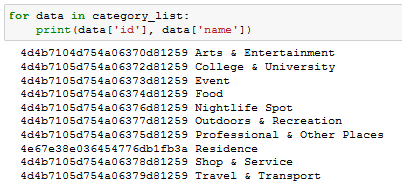 for data in category_list:
    print(data['id'], data['name'])
4d4b7104d754a06370d81259 Arts & Entertainment
4d4b7105d754a06372d81259 College & University
4d4b7105d754a06373d81259 Event
4d4b7105d754a06374d81259 Food
4d4b7105d754a06376d81259 Nightlife Spot
4d4b7105d754a06377d81259 Outdoors & Recreation
4d4b7105d754a06375d81259 Professional & Other Places
4e67e38e036454776db1fb3a Residence
4d4b7105d754a06378d81259 Shop & Service
4d4b7105d754a06379d81259 Travel & Transport